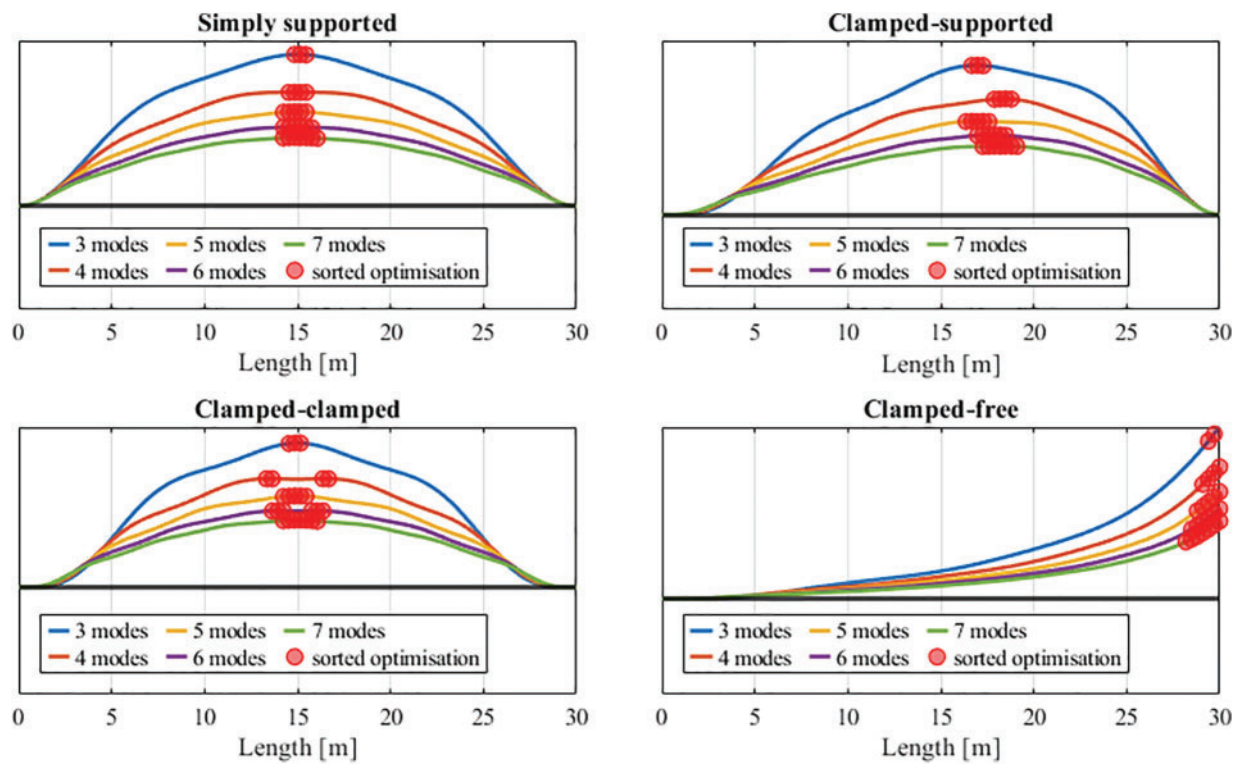 Simply supported
3 modes 5 modes 7 modes
4 modes 6 modes sorted optimisation
0 5 10 15 20 25 30
Length [m]
Clamped-supported
3 modes 5 modes 7 modes
4 modes 6 modes sorted optimisation
0 5 10 15 20 25 30
Length [m]
Clamped-clamped
3 modes 5 modes 7 modes
4 modes 6 modes sorted optimisation
0 5 10 15 20 25 30
Length [m]
Clamped-free
3 modes 5 modes 7 modes
4 modes 6 modes sorted optimisation
0 5 10 15 20 25 30
Length [m]